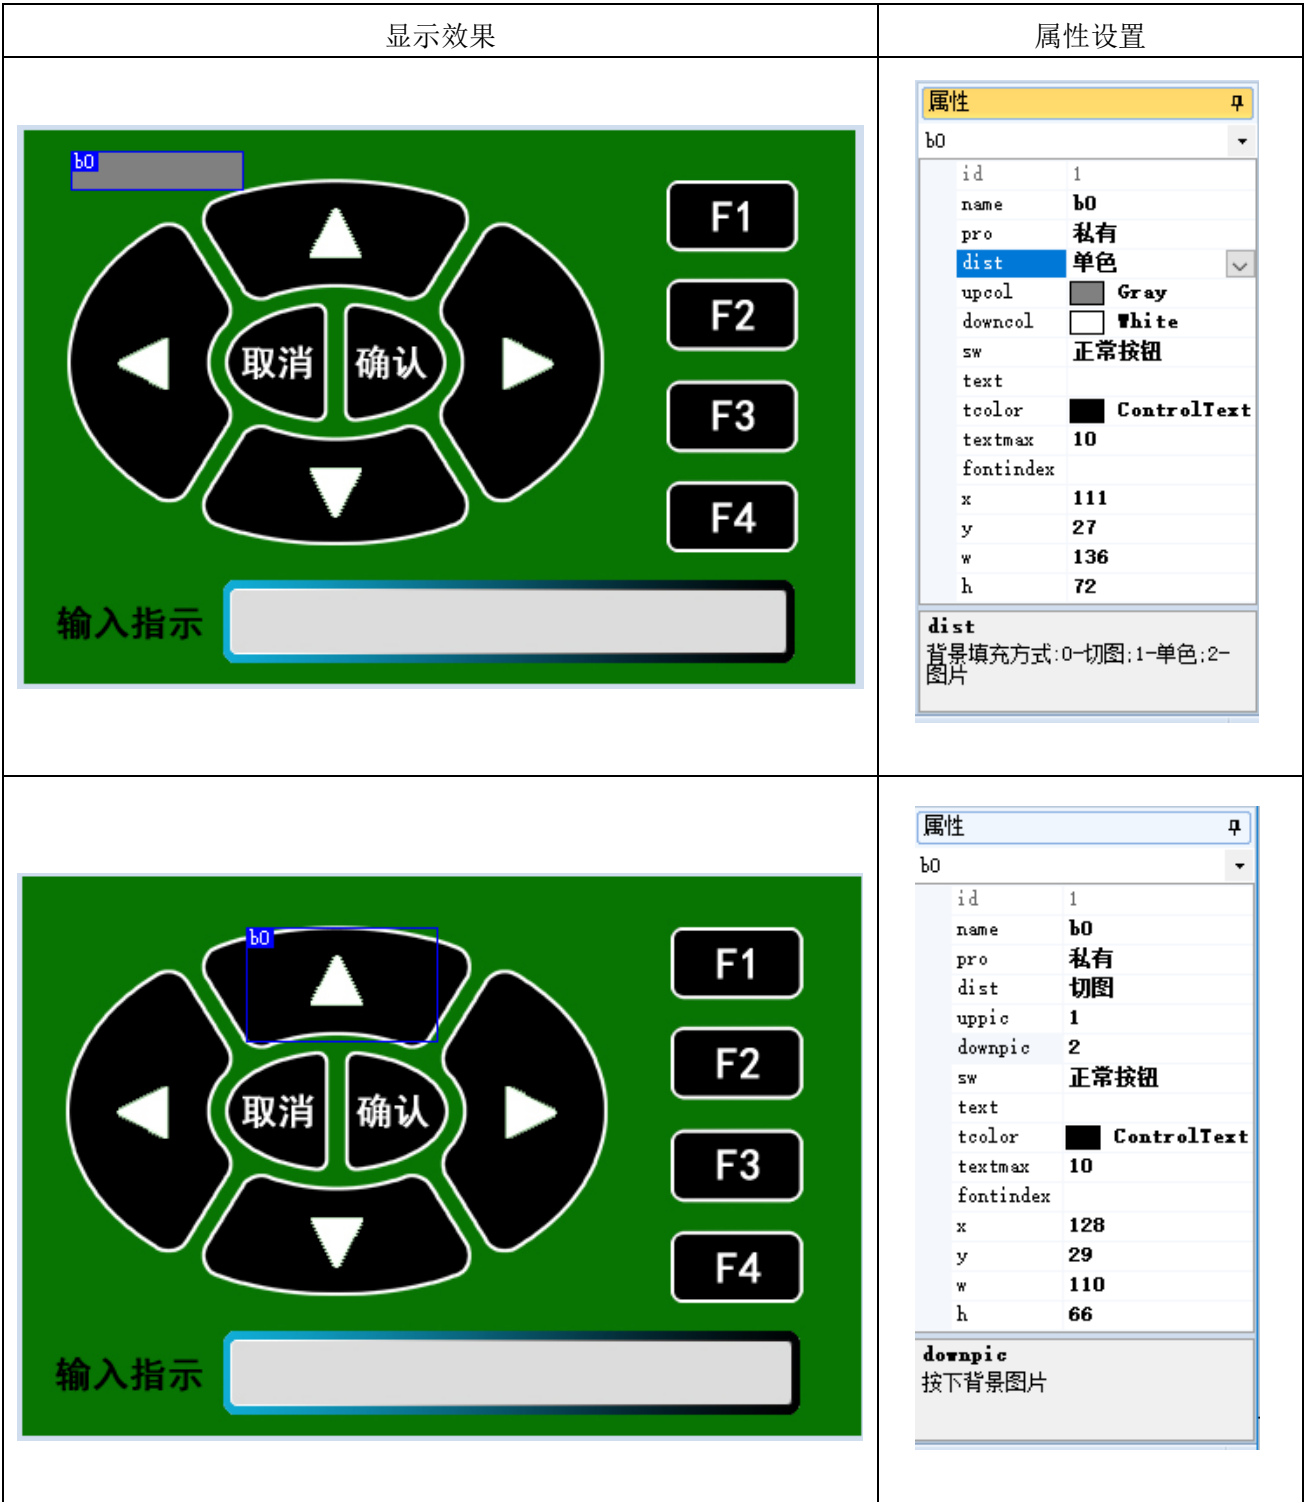 显示效果
属性设置
b0
F1
F2
取消
确认
F3
F4
输入指示
属性
b0
id 1
name b0
pro 私有
dist 单色
upcol Gray
downcol White
sw 正常按钮
text
tcolor ControlText
textmax 10
fontindex
x 111
y 27
w 136
h 72
dist
背景填充方式:0-切图;1-单色;2-
图片
b0
F1
F2
取消
确认
F3
F4
输入指示
属性
b0
id 1
name b0
pro 私有
dist 切图
uppic 1
downpic 2
sw 正常按钮
text
tcolor ControlText
textmax 10
fontindex
x 128
y 29
w 110
h 66
downpic
按下背景图片